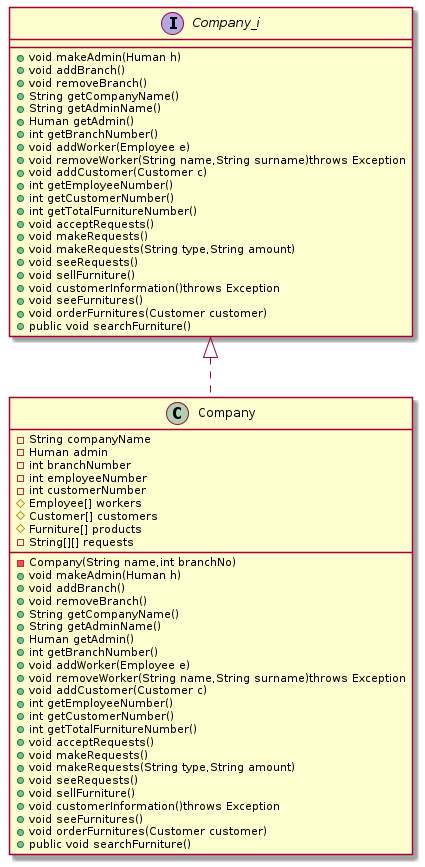 I Company_i
void makeAdmin(Human h)
void addBranch()
void removeBranch()
String getCompanyName()
String getAdminName()
Human getAdmin()
int getBranchNumber()
void addWorker(Employee e)
void removeWorker(String name,String surname)throws Exception
void addCustomer(Customer c)
int getEmployeeNumber()
int getCustomerNumber()
int getTotalFurnitureNumber()
void acceptRequests()
void makeRequests()
void makeRequests(String type,String amount)
void seeRequests()
void sellFurniture()
void customerInformation()throws Exception
void seeFurnitures()
void orderFurnitures(Customer customer)
public void searchFurniture()
C Company
String companyName
Human admin
int branchNumber
int employeeNumber
int customerNumber
Employee[] workers
Customer[] customers
Furniture[] products
String[][] requests
Company(String name,int branchNo)
void makeAdmin(Human h)
void addBranch()
void removeBranch()
String getCompanyName()
String getAdminName()
Human getAdmin()
int getBranchNumber()
void addWorker(Employee e)
void removeWorker(String name,String surname)throws Exception
void addCustomer(Customer c)
int getEmployeeNumber()
int getCustomerNumber()
int getTotalFurnitureNumber()
void acceptRequests()
void makeRequests()
void makeRequests(String type,String amount)
void seeRequests()
void sellFurniture()
void customerInformation()throws Exception
void seeFurnitures()
void orderFurnitures(Customer customer)
public void searchFurniture()